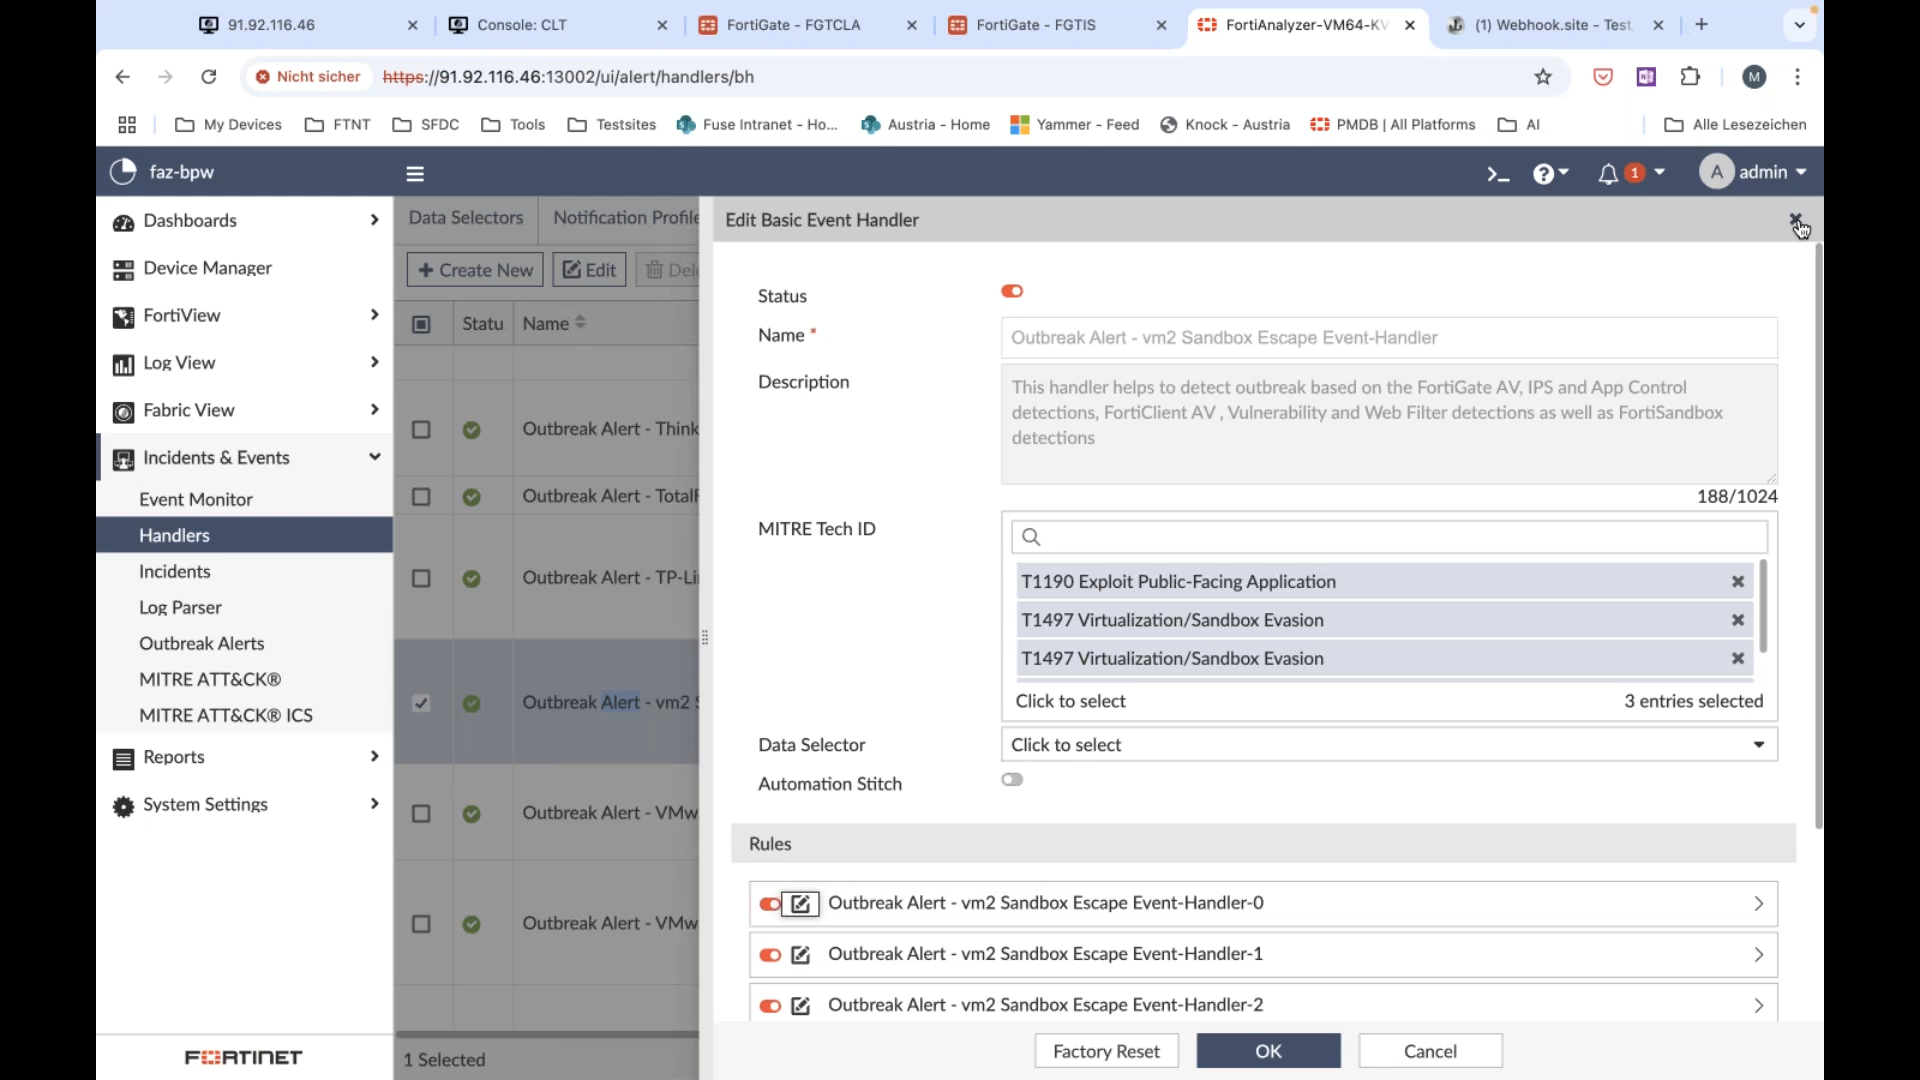 91.92.116.46
Console: CLT
FortiGate - FGTCLA
FortiGate - FGTIS
FortiAnalyzer-VM64-KV
(1) Webhook.site - Test,
Nicht sicher
https://91.92.116.46:13002/ui/alert/handlers/bh
M
My Devices
FTNT
SFDC
Tools
Testsites
Fuse Intranet - Ho...
Austria - Home
Yammer - Feed
Knock - Austria
PMDB | All Platforms
AI
Alle Lesezeichen
faz-bpw
1
A
admin
Dashboards
Device Manager
FortiView
Log View
Fabric View
Incidents & Events
Event Monitor
Handlers
Incidents
Log Parser
Outbreak Alerts
MITRE ATT&CK®
MITRE ATT&CK® ICS
Reports
System Settings
FORTINET
Data Selectors
Notification Profile
Create New
Edit
Dele
Statu
Name
Outbreak Alert - Think
Outbreak Alert - Total
Outbreak Alert - TP-Li
Outbreak Alert - vm2 S
Outbreak Alert - VMw
Outbreak Alert - VMw
1 Selected
Edit Basic Event Handler
Status
Name *
Outbreak Alert - vm2 Sandbox Escape Event-Handler
Description
This handler helps to detect outbreak based on the FortiGate AV, IPS and App Control
detections, FortiClient AV , Vulnerability and Web Filter detections as well as FortiSandbox
detections
188/1024
MITRE Tech ID
T1190 Exploit Public-Facing Application
T1497 Virtualization/Sandbox Evasion
T1497 Virtualization/Sandbox Evasion
Click to select
3 entries selected
Data Selector
Click to select
Automation Stitch
Rules
Outbreak Alert - vm2 Sandbox Escape Event-Handler-0
Outbreak Alert - vm2 Sandbox Escape Event-Handler-1
Outbreak Alert - vm2 Sandbox Escape Event-Handler-2
Factory Reset
OK
Cancel